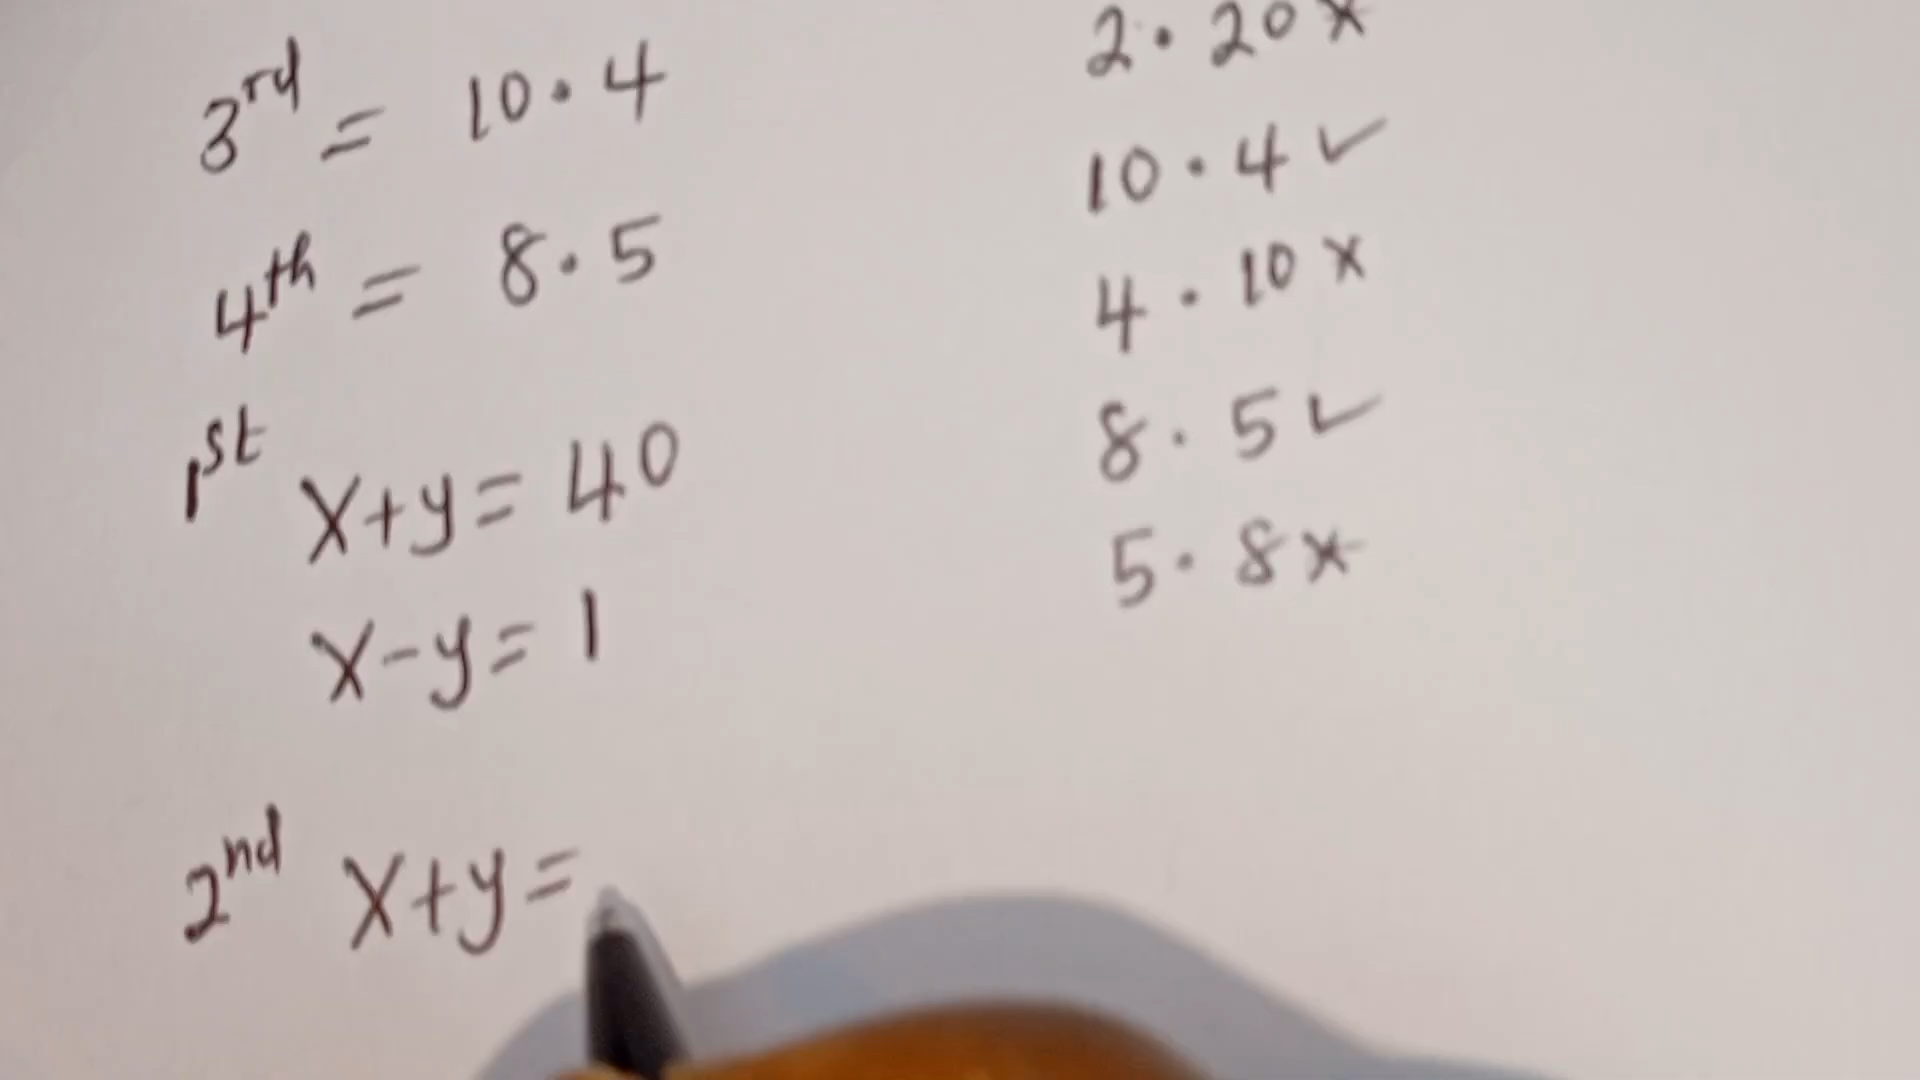 3rd = 10·4
4th = 8·5
1st x+y= 40
x-y= 1
2nd x+y=
2·20 x
10·4 ✓
4·10 x
8·5 ✓
5·8 x